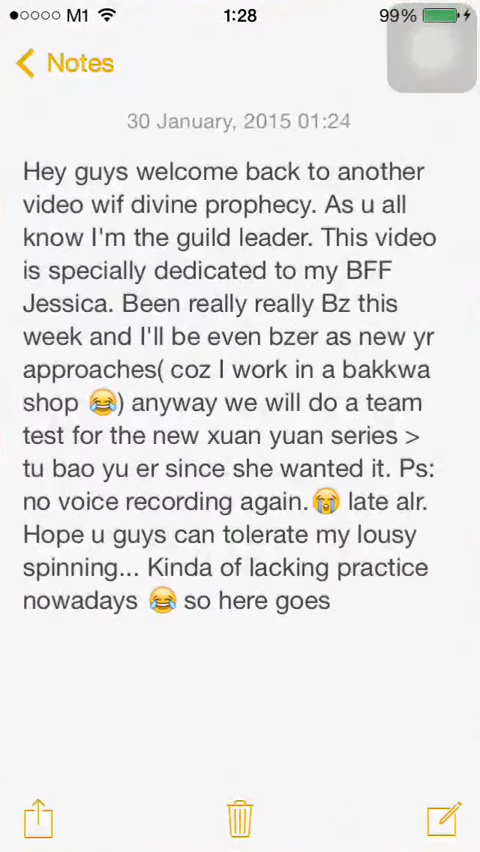 M1 1:28 99%
Notes
30 January, 2015 01:24
Hey guys welcome back to another
video wif divine prophecy. As u all
know I'm the guild leader. This video
is specially dedicated to my BFF
Jessica. Been really really Bz this
week and I'll be even bzer as new yr
approaches( coz I work in a bakkwa
shop 😂) anyway we will do a team
test for the new xuan yuan series >
tu bao yu er since she wanted it. Ps:
no voice recording again.😭 late alr.
Hope u guys can tolerate my lousy
spinning... Kinda of lacking practice
nowadays 😂 so here goes